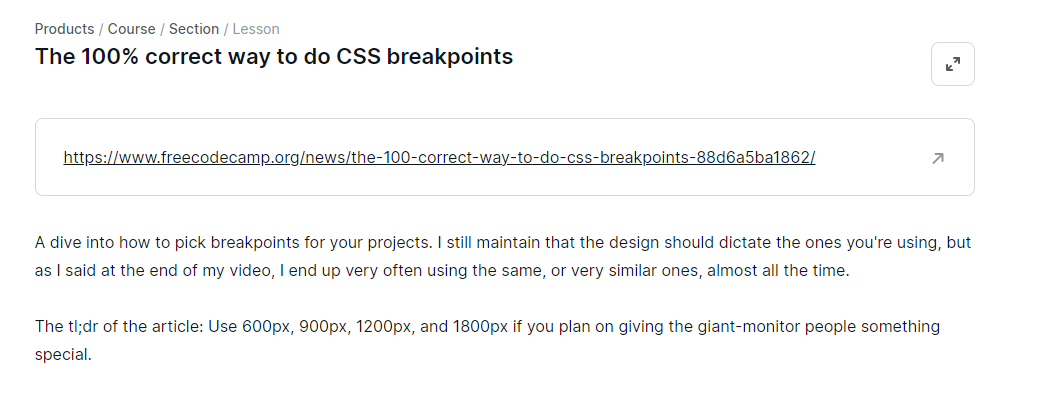 Products / Course / Section / Lesson
The 100% correct way to do CSS breakpoints
https://www.freecodecamp.org/news/the-100-correct-way-to-do-css-breakpoints-88d6a5ba1862/
A dive into how to pick breakpoints for your projects. I still maintain that the design should dictate the ones you're using, but
as I said at the end of my video, I end up very often using the same, or very similar ones, almost all the time.
The tl;dr of the article: Use 600px, 900px, 1200px, and 1800px if you plan on giving the giant-monitor people something
special.